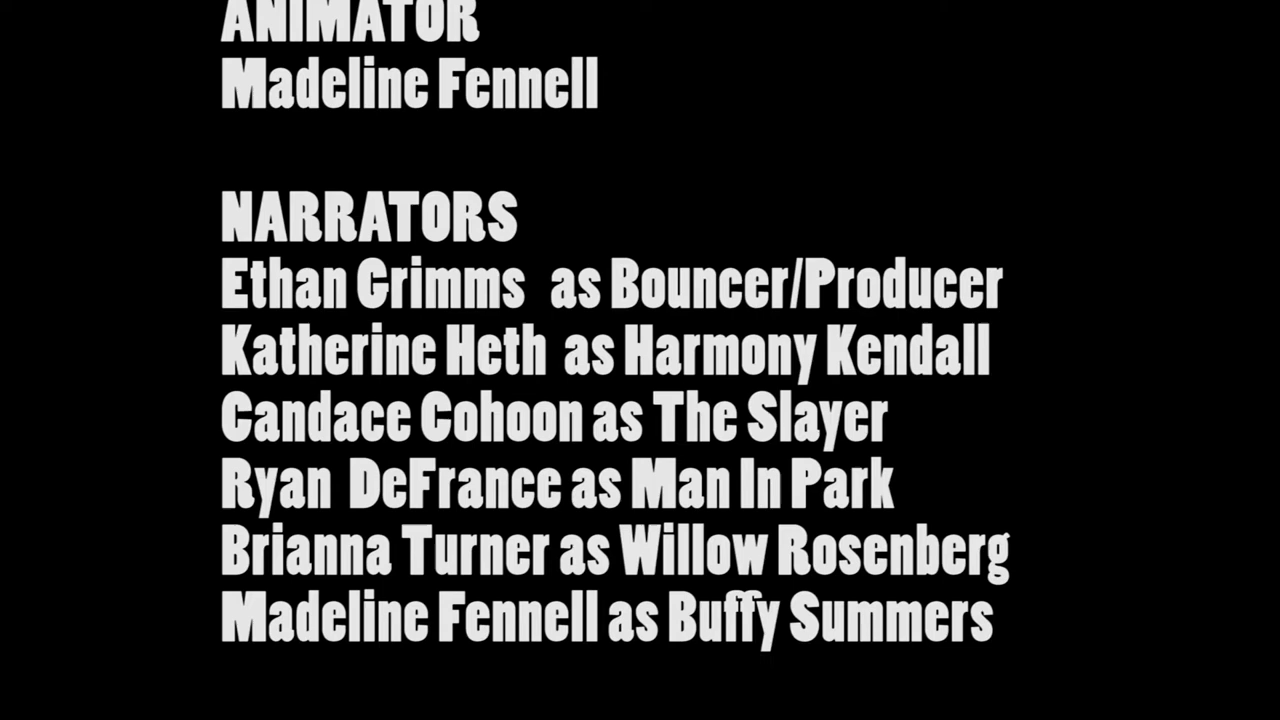 ANIMATOR
Madeline Fennell
NARRATORS
Ethan Grimms as Bouncer/Producer
Katherine Heth as Harmony Kendall
Candace Cohoon as The Slayer
Ryan DeFrance as Man In Park
Brianna Turner as Willow Rosenberg
Madeline Fennell as Buffy Summers